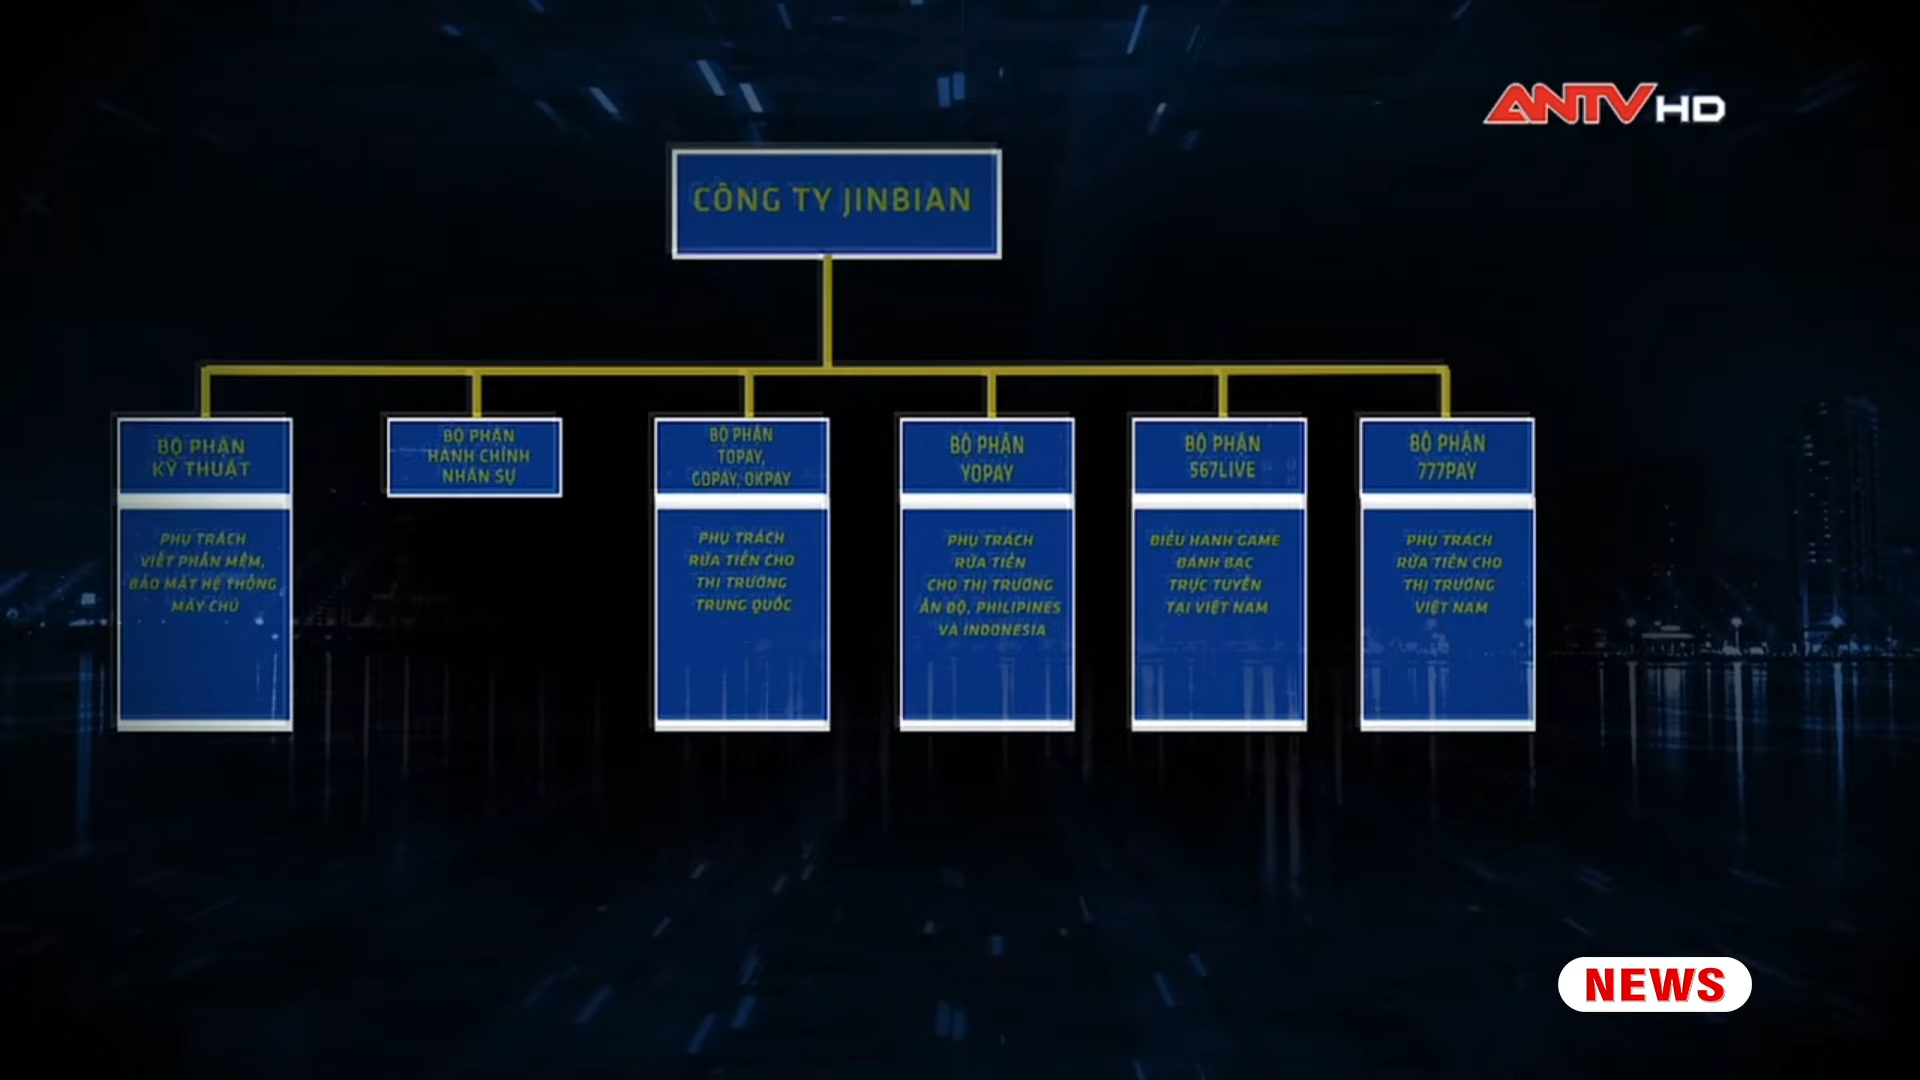 ANTV HD
CÔNG TY JINBIAN
BỘ PHẬN
KỸ THUẬT
PHỤ TRÁCH
VIẾT PHẦN MỀM,
BẢO MẬT HỆ THỐNG
MÁY CHỦ
BỘ PHẬN
HÀNH CHÍNH
NHÂN SỰ
BỘ PHẬN
TOPAY,
GOPAY, OKPAY
PHỤ TRÁCH
RỬA TIỀN CHO
THỊ TRƯỜNG
TRUNG QUỐC
BỘ PHẬN
YOPAY
PHỤ TRÁCH
RỬA TIỀN
CHO THỊ TRƯỜNG
ẤN ĐỘ, PHILIPINES
VÀ INDONESIA
BỘ PHẬN
567LIVE
ĐIỀU HÀNH GAME
ĐÁNH BẠC
TRỰC TUYẾN
TẠI VIỆT NAM
BỘ PHẬN
777PAY
PHỤ TRÁCH
RỬA TIỀN CHO
THỊ TRƯỜNG
VIỆT NAM
NEWS